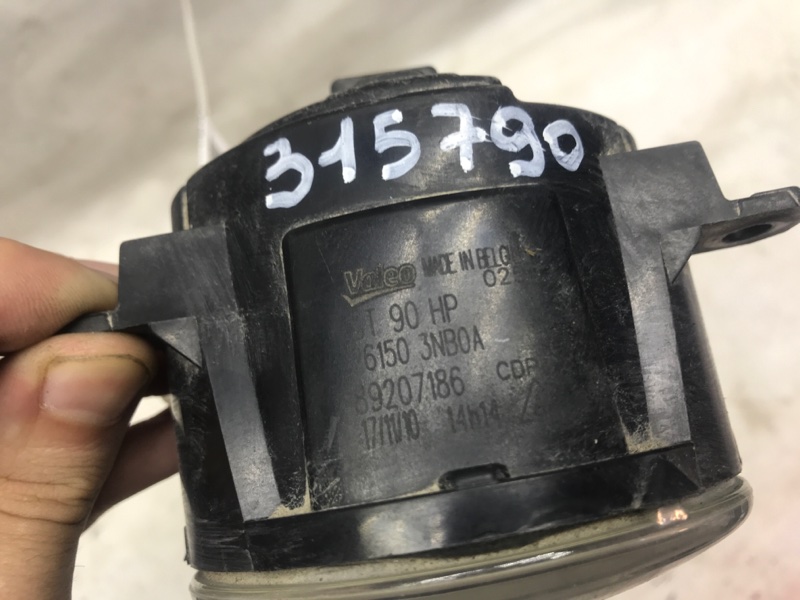 315790
Valeo MADE IN BELG
02
T. 90 HP
6150 3NB0A
89207186 CDP
17/11/10 14h14